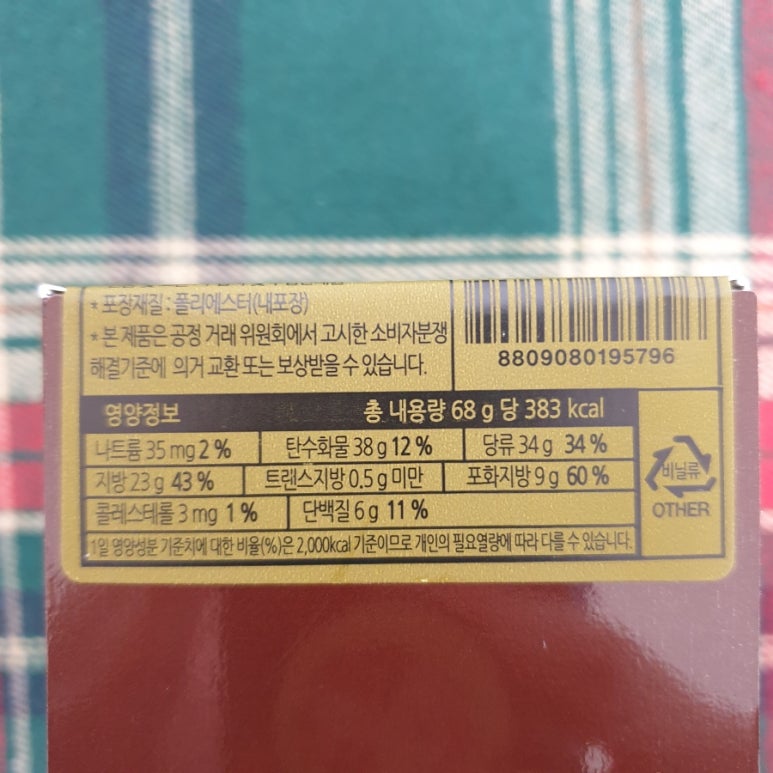 * 포장재질 : 폴리에스터(내포장)
* 본 제품은 공정 거래 위원회에서 고시한 소비자분쟁
해결기준에 의거 교환 또는 보상받을 수 있습니다.
8809080195796
영양정보 총 내용량 68 g 당 383 kcal
나트륨 35 mg 2 % 탄수화물 38 g 12 % 당류 34 g 34 %
지방 23 g 43 % 트랜스지방 0.5 g 미만 포화지방 9 g 60 %
콜레스테롤 3 mg 1 % 단백질 6 g 11 %
1일 영양성분 기준치에 대한 비율(%)은 2,000kcal 기준이므로 개인의 필요열량에 따라 다를 수 있습니다.
비닐류
OTHER